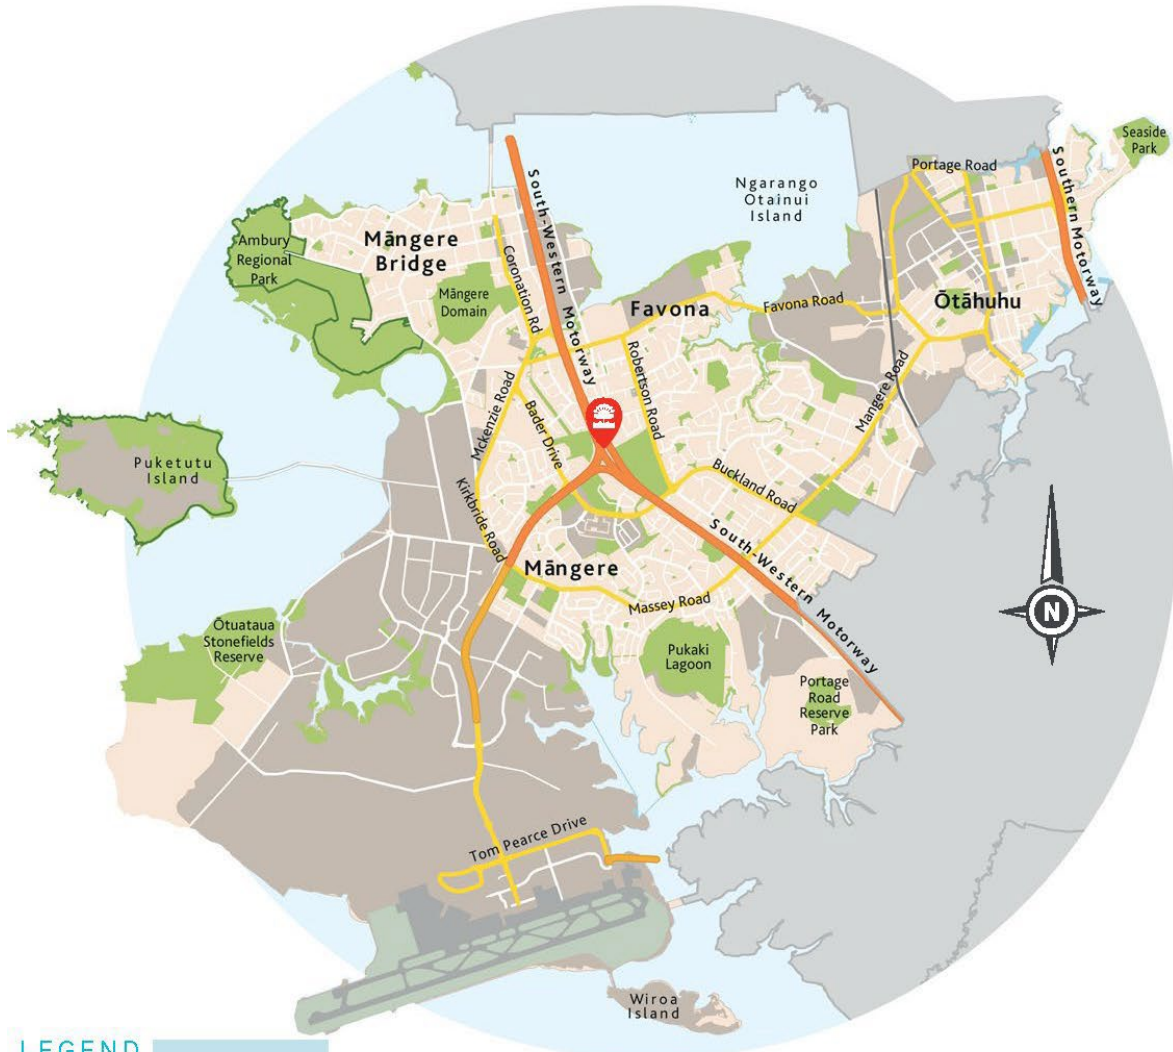 Seaside
Park
Portage Road
Southern Motorway
Ngarango
Otainui
Island
South-Western Motorway
Ambury
Regional
Park
Māngere
Bridge
Coronation Rd
Māngere
Domain
Favona
Favona Road
Ōtāhuhu
Robertson Road
Mangere Road
Mckenzie Road
Bader Drive
Puketutu
Island
Buckland Road
Kirkbride Road
South-Western Motorway
Māngere
Massey Road
N
Ōtuataua
Stonefields
Reserve
Pukaki
Lagoon
Portage
Road
Reserve
Park
Tom Pearce Drive
Wiroa
Island
LEGEND